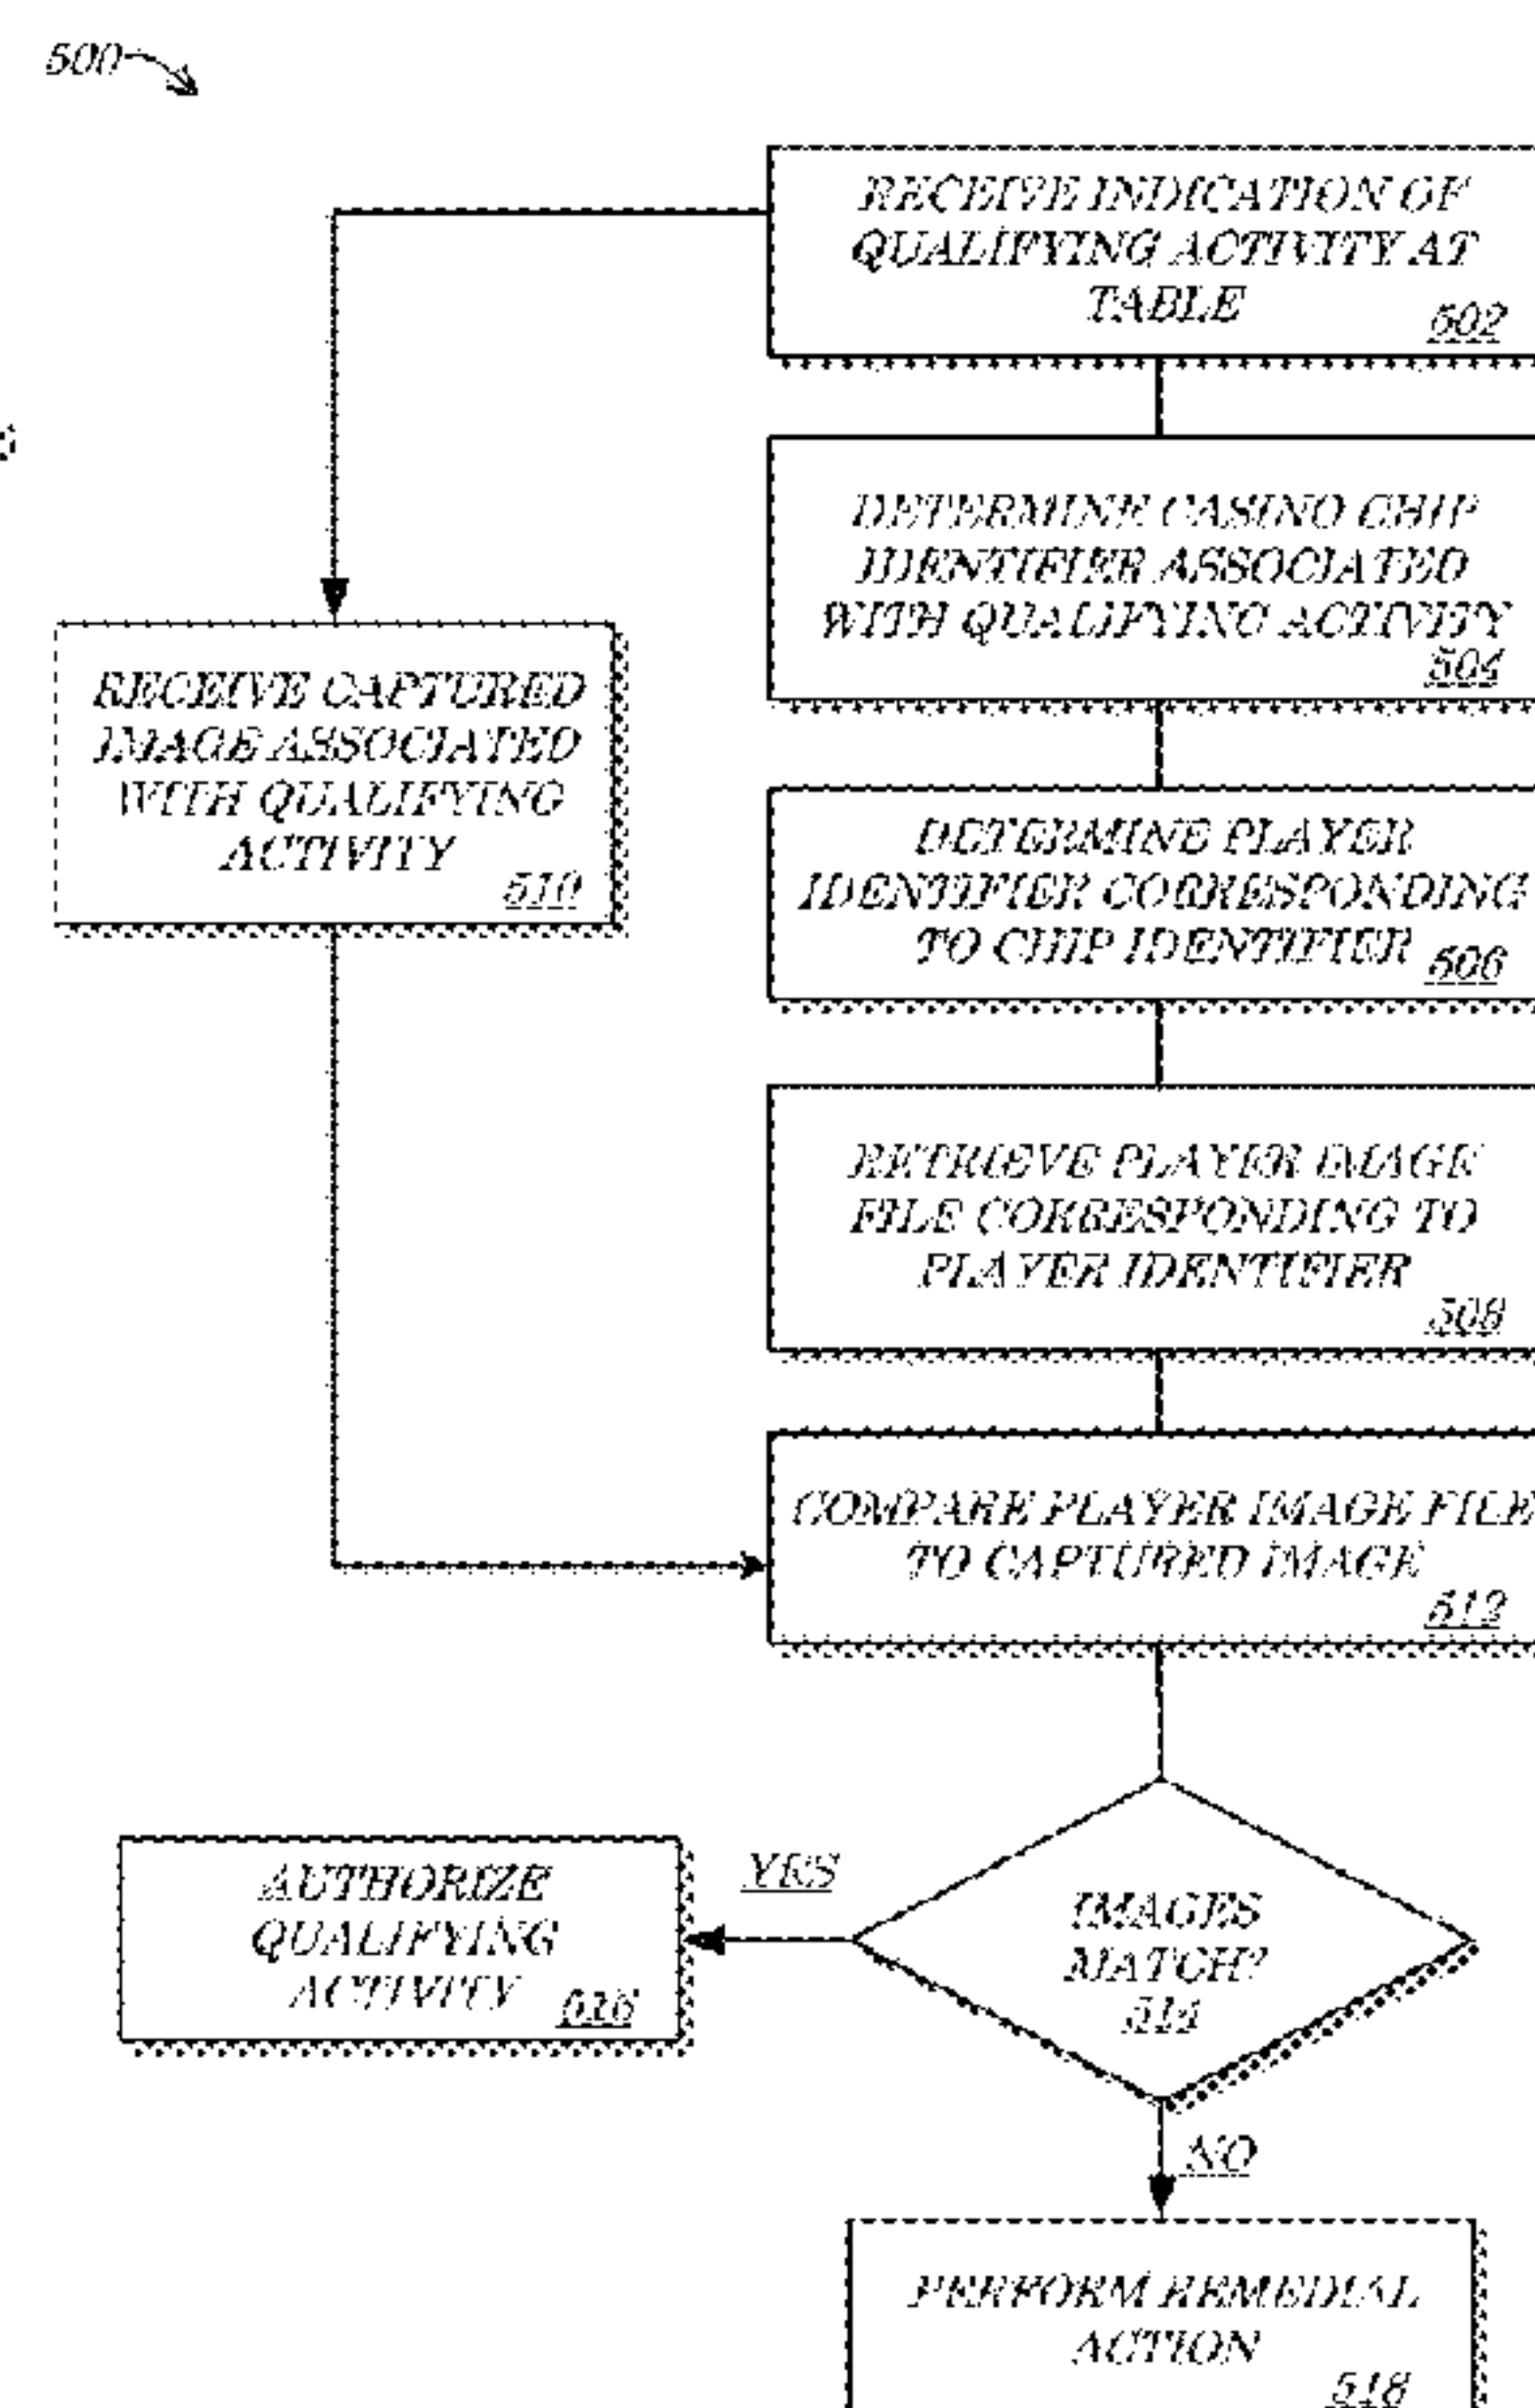 500
RECEIVE INDICATION OF
QUALIFYING ACTIVITY AT
TABLE
502
DETERMINE CASINO CHIP
IDENTIFIER ASSOCIATED
WITH QUALIFYING ACTIVITY
504
RECEIVE CAPTURED
IMAGE ASSOCIATED
WITH QUALIFYING
ACTIVITY
510
DETERMINE PLAYER
IDENTIFIER CORRESPONDING
TO CHIP IDENTIFIER 506
RETRIEVE PLAYER IMAGE
FILE CORRESPONDING TO
PLAYER IDENTIFIER
508
COMPARE PLAYER IMAGE FILE
TO CAPTURED IMAGE
512
IMAGES
MATCH?
514
YES
AUTHORIZE
QUALIFYING
ACTIVITY 516
NO
PERFORM REMEDIAL
ACTION
518